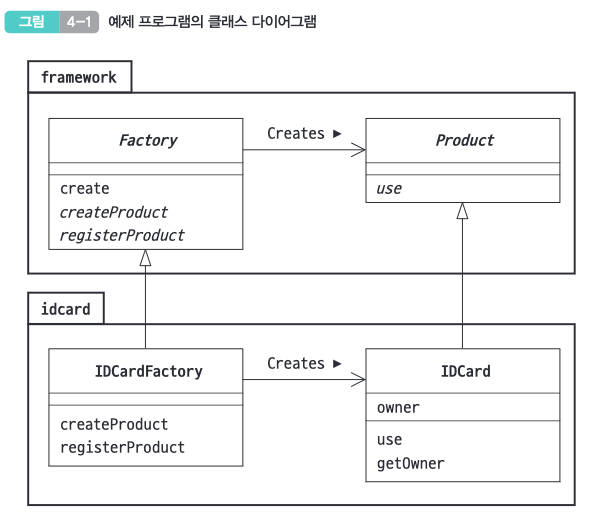 그림 4-1 예제 프로그램의 클래스 다이어그램
framework
Factory
Creates ▶
Product
create
createProduct
registerProduct
use
idcard
IDCardFactory
Creates ▶
IDCard
createProduct
registerProduct
owner
use
getOwner